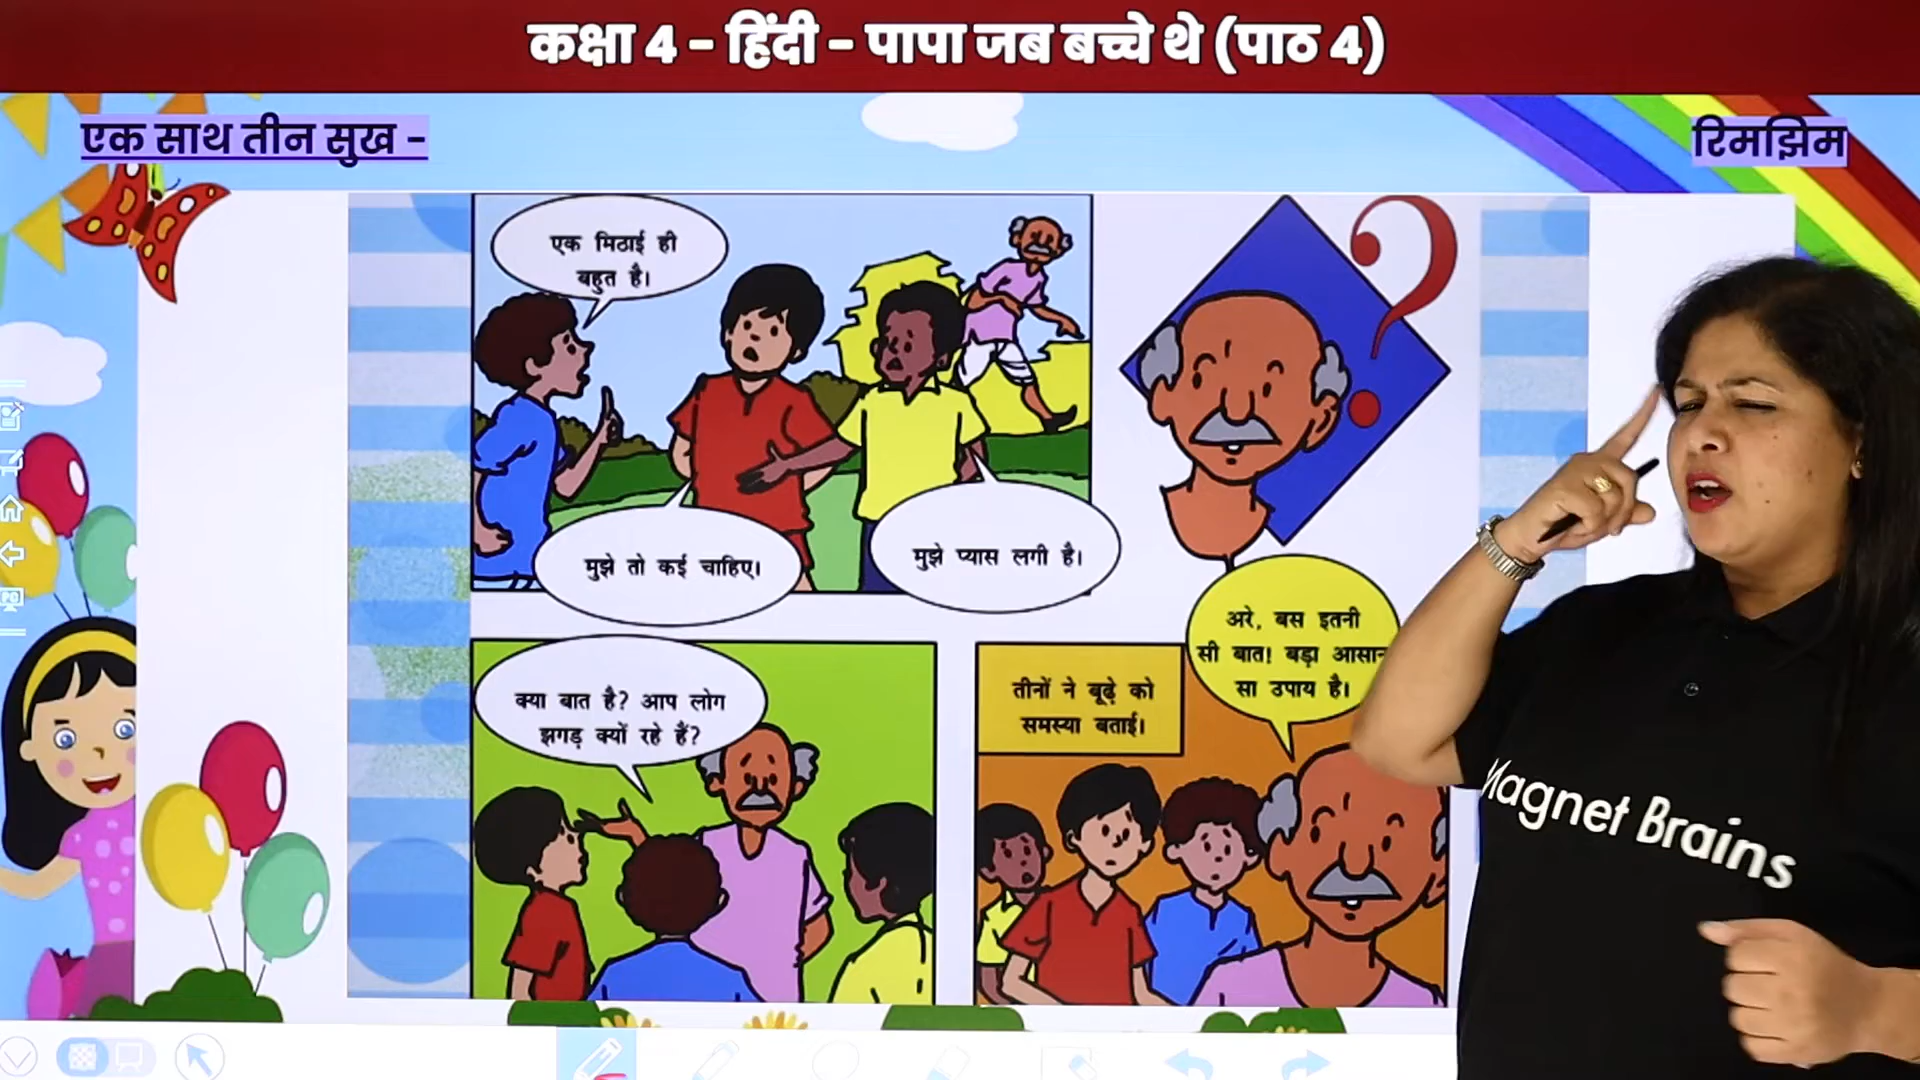 कक्षा 4 - हिंदी - पापा जब बच्चे थे (पाठ 4)
एक साथ तीन सुख -
रिमझिम
एक मिठाई ही
बहुत है।
मुझे तो कई चाहिए।
मुझे प्यास लगी है।
?
क्या बात है? आप लोग
झगड़ क्यों रहे हैं?
तीनों ने बूढ़े को
समस्या बताई।
अरे, बस इतनी
सी बात! बड़ा आसान
सा उपाय है।
Magnet Brains